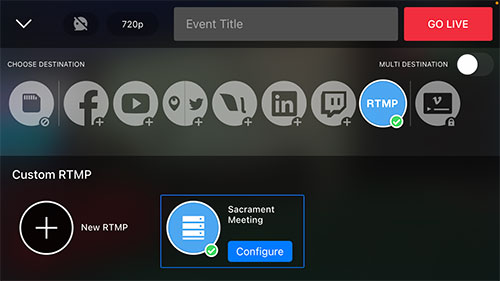 720p
Event Title
GO LIVE
CHOOSE DESTINATION
MULTI DESTINATION
RTMP
Custom RTMP
New RTMP
Sacrament
Meeting
Configure